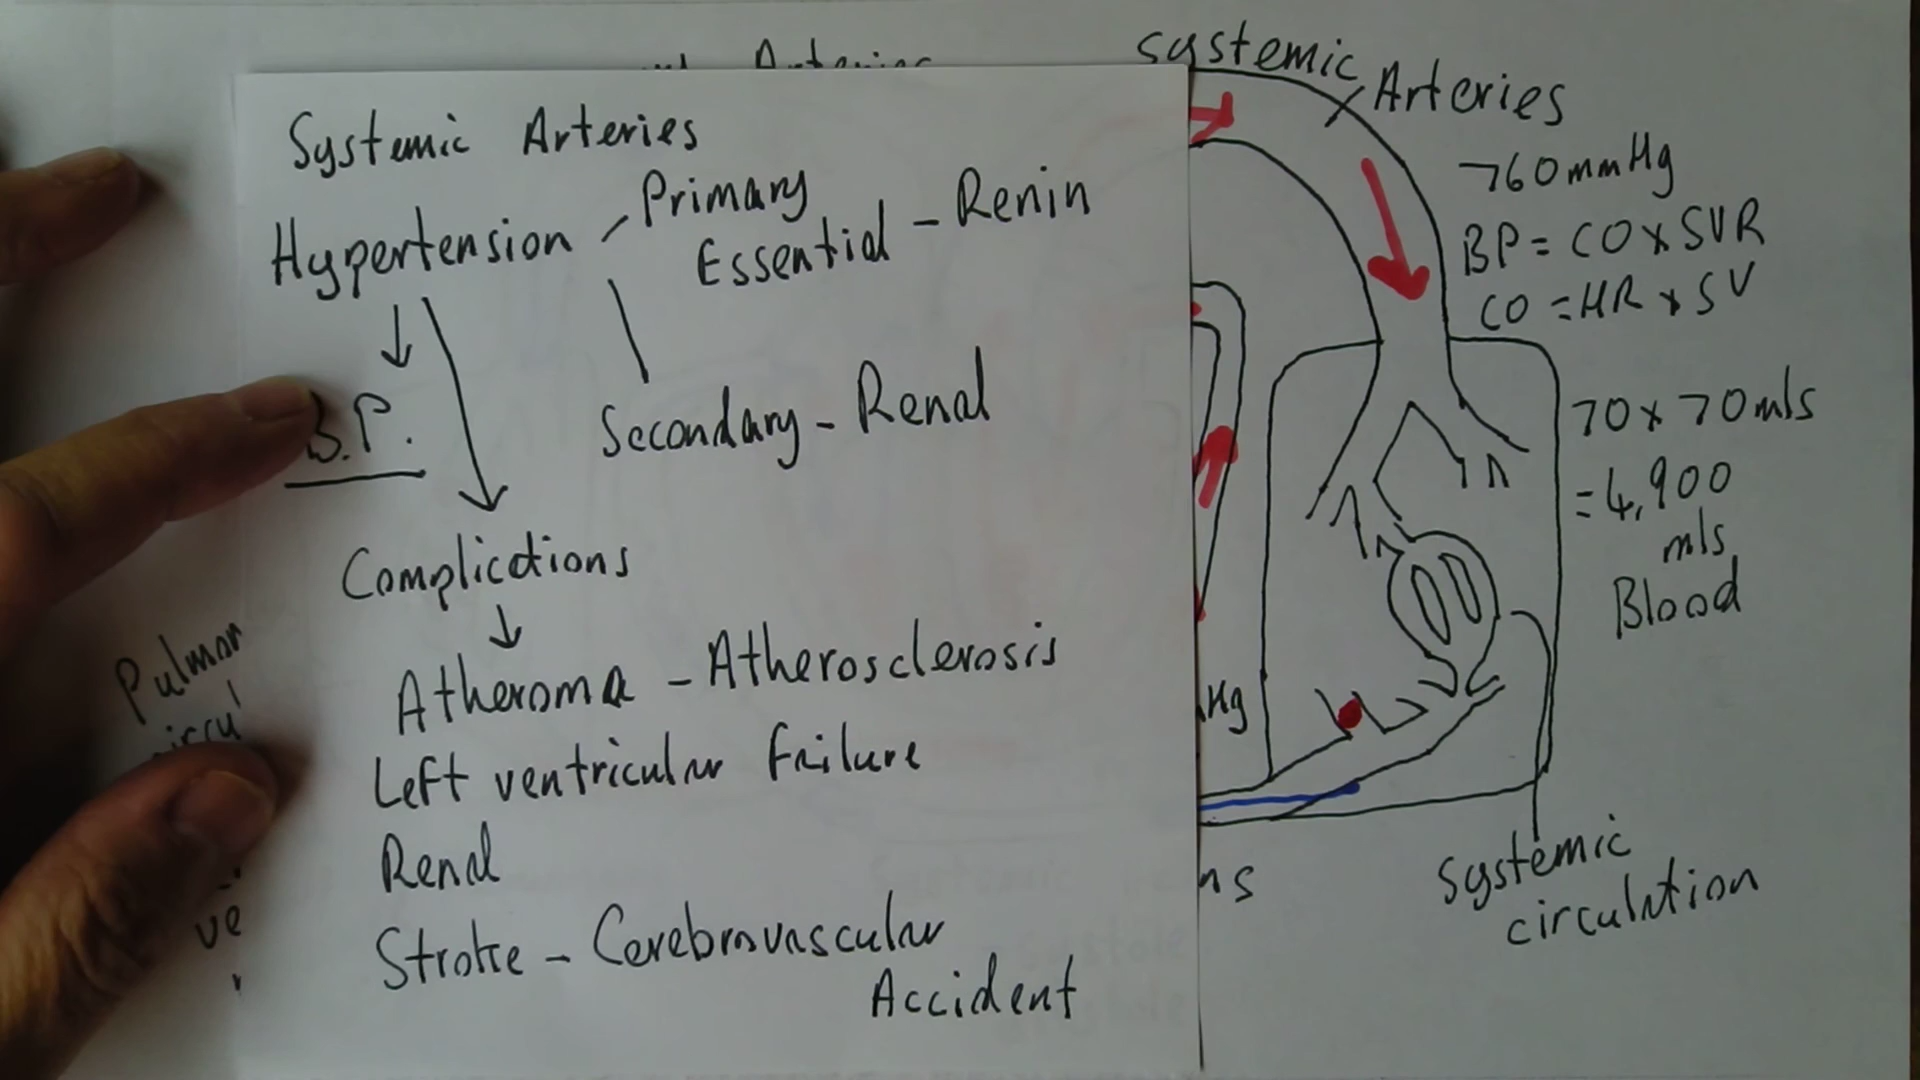 Systemic Arteries
Hypertension - Primary
Essential - Renin
B.P.
Secondary - Renal
Complications
Atheroma - Atherosclerosis
Left ventricular Failure
Renal
Stroke - Cerebrovascular
Accident
Systemic Arteries
760mmHg
BP = CO x SVR
CO = HR x SV
70 x 70mls
= 4,900
mls
Blood
Hg
Systemic
circulation